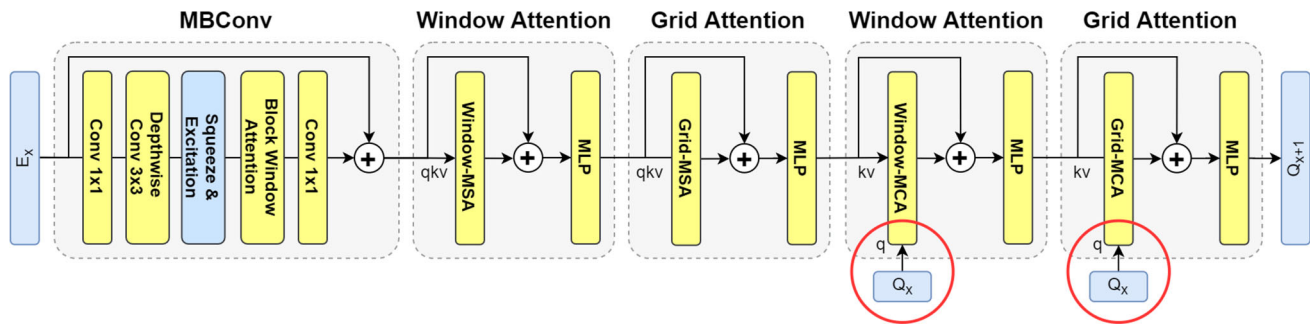 MBConv
Window Attention
Grid Attention
Window Attention
Grid Attention
Ex
Conv 1x1
Depthwise
Conv 3x3
Squeeze &
Excitation
Block Window
Attention
Conv 1x1
+
qkv
Window-MSA
+
MLP
qkv
Grid-MSA
+
MLP
kv
Window-MCA
q
Qx
+
MLP
kv
Grid-MCA
q
Qx
+
MLP
Qx+1